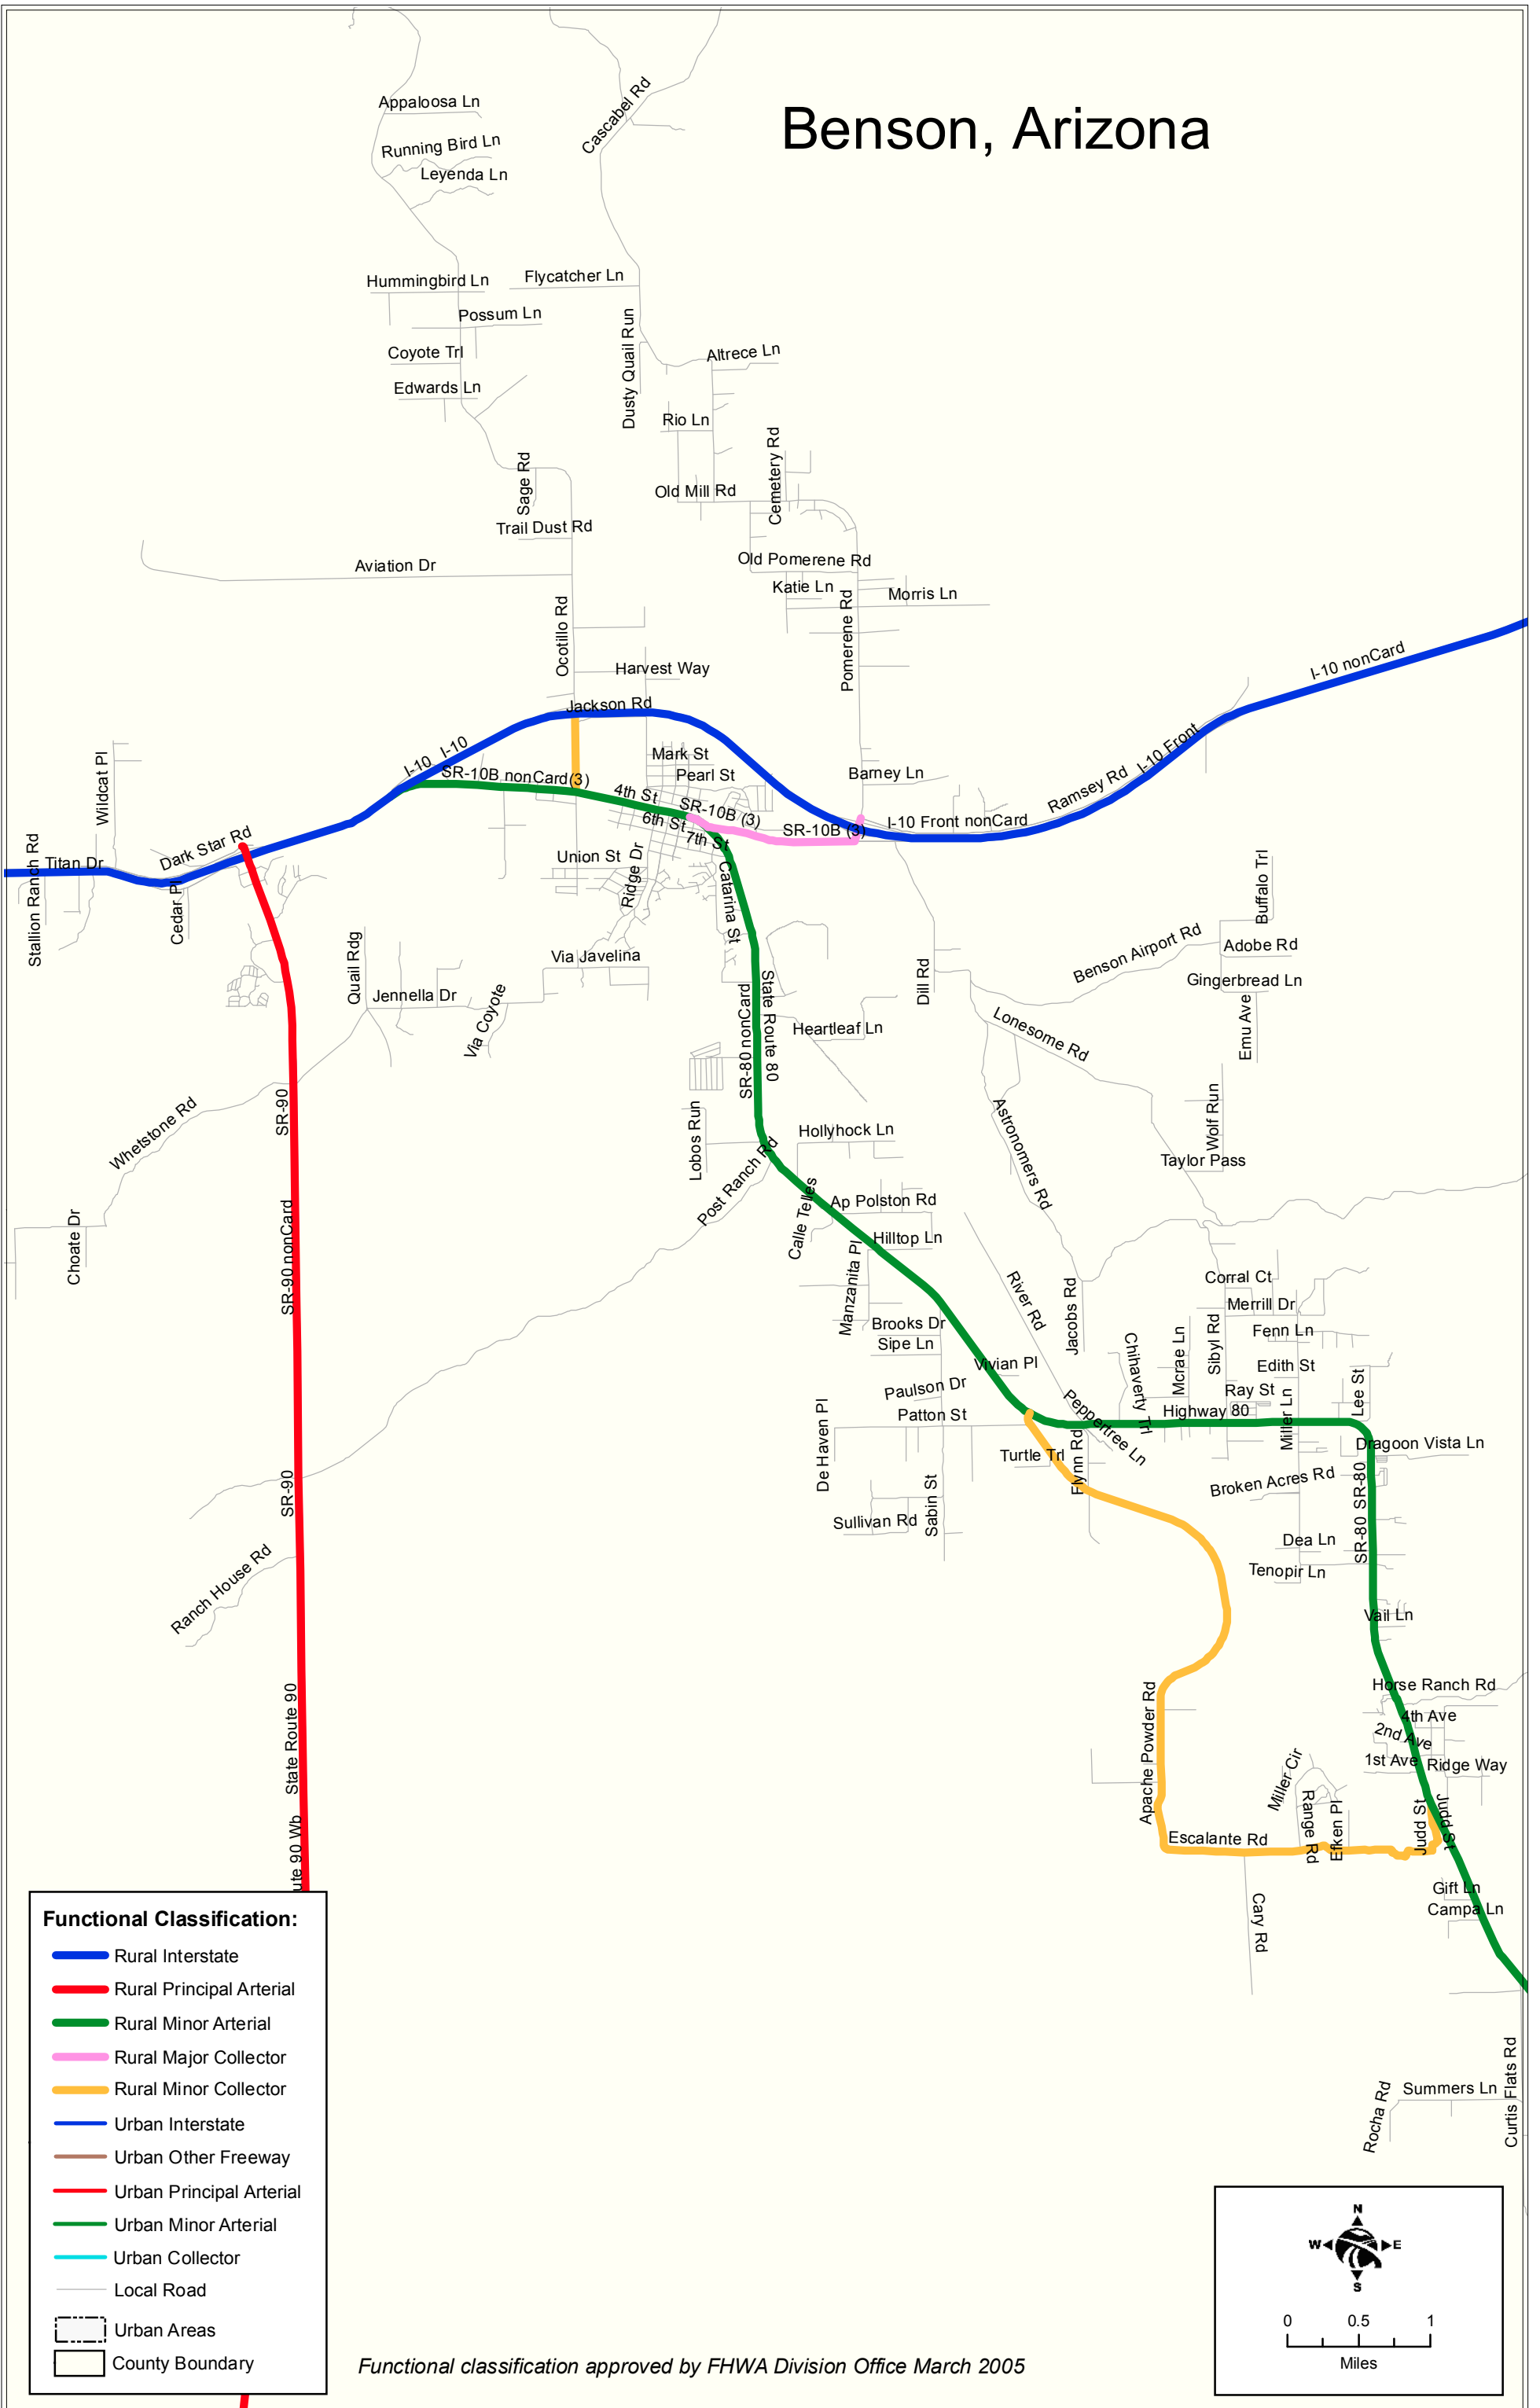 Benson, Arizona
Appaloosa Ln
Cascabel Rd
Running Bird Ln
Leyenda Ln
Hummingbird Ln
Flycatcher Ln
Possum Ln
Dusty Quail Run
Coyote Trl
Altrece Ln
Edwards Ln
Rio Ln
Cemetery Rd
Sage Rd
Old Mill Rd
Trail Dust Rd
Aviation Dr
Old Pomerene Rd
Katie Ln
Morris Ln
Ocotillo Rd
Pomerene Rd
Harvest Way
I-10 nonCard
Jackson Rd
I-10
I-10
Mark St
Pearl St
Barney Ln
I-10 Front
Ramsey Rd
Wildcat Pl
SR-10B nonCard(3)
4th St
SR-10B (3)
6th St
7th St
SR-10B (3)
I-10 Front nonCard
Dark Star Rd
Titan Dr
Stallion Ranch Rd
Cedar Pl
Union St
Ridge Dr
Catarina St
Buffalo Trl
Benson Airport Rd
Adobe Rd
Gingerbread Ln
Emu Ave
Quail Rdg
Jennella Dr
Via Javelina
Via Coyote
SR-80 nonCard
State Route 80
Heartleaf Ln
Dill Rd
Lonesome Rd
SR-90
Whetstone Rd
Lobos Run
Hollyhock Ln
Astronomers Rd
Wolf Run
Taylor Pass
Post Ranch Rd
Calle Telles
Ap Polston Rd
Hilltop Ln
Choate Dr
SR-90 nonCard
Manzanita Pl
River Rd
Jacobs Rd
Corral Ct
Merrill Dr
Brooks Dr
Sipe Ln
Fenn Ln
Chihaverty Trl
Mcrae Ln
Sibyl Rd
Vivian Pl
Edith St
Paulson Dr
Ray St
Lee St
Patton St
Peppertree Ln
Highway 80
Miller Ln
De Haven Pl
Turtle Trl
Flynn Rd
Dragoon Vista Ln
SR-90
Broken Acres Rd
SR-80
SR-80
Sullivan Rd
Sabin St
Dea Ln
Tenopir Ln
Ranch House Rd
Vail Ln
State Route 90
Horse Ranch Rd
4th Ave
2nd Ave
1st Ave
Ridge Way
Apache Powder Rd
Miller Cir
Range Rd
Efken Pl
Judd St
Judd St
Escalante Rd
ute 90 Wb
Gift Ln
Campa Ln
Cary Rd
Curtis Flats Rd
Summers Ln
Rocha Rd
Functional Classification:
Rural Interstate
Rural Principal Arterial
Rural Minor Arterial
Rural Major Collector
Rural Minor Collector
Urban Interstate
Urban Other Freeway
Urban Principal Arterial
Urban Minor Arterial
Urban Collector
Local Road
Urban Areas
County Boundary
N
W E
S
0 0.5 1
Miles
Functional classification approved by FHWA Division Office March 2005